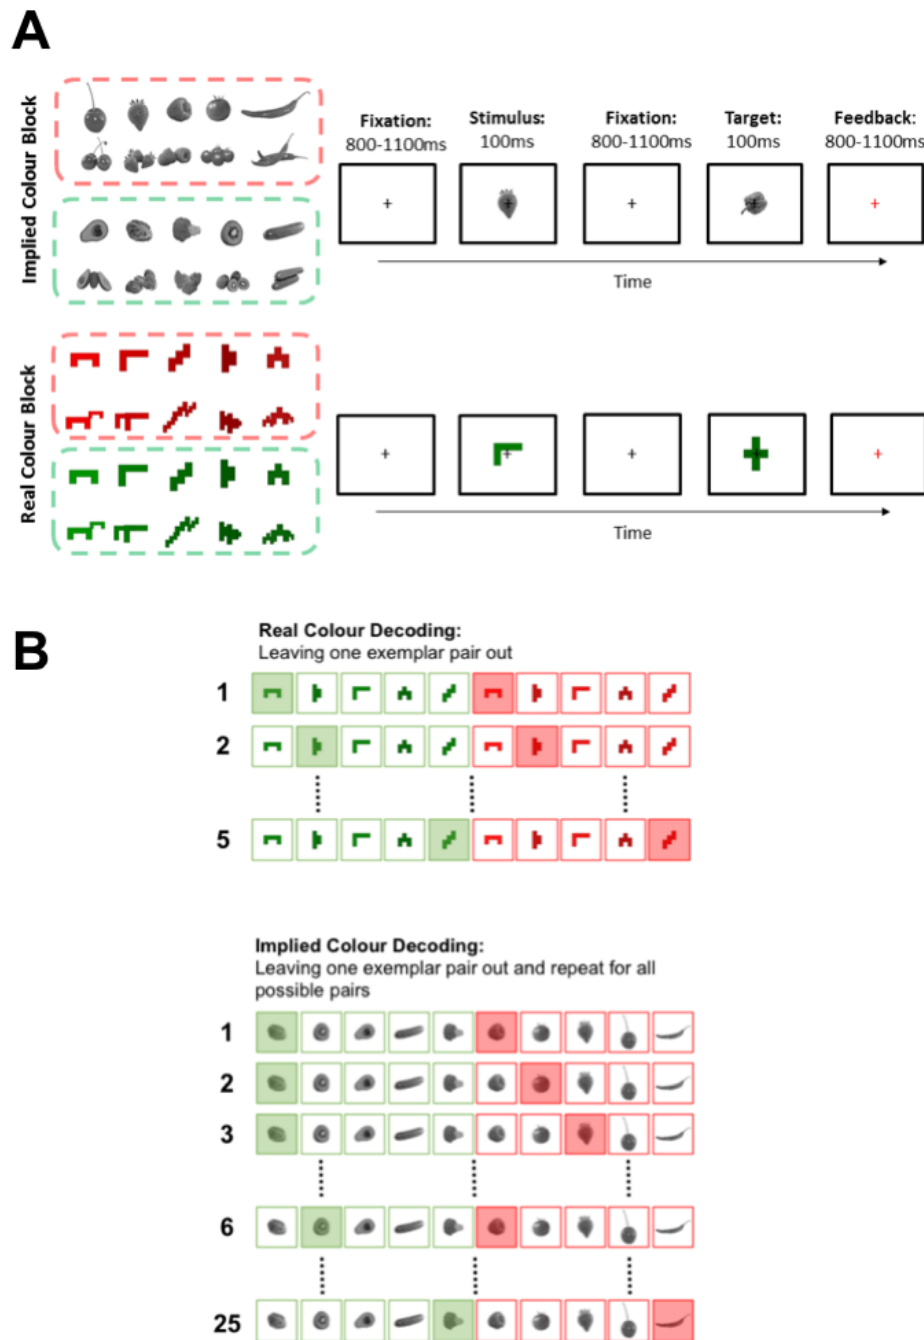 A
Implied Colour Block
Fixation:
800-1100ms
Stimulus:
100ms
Fixation:
800-1100ms
Target:
100ms
Feedback:
800-1100ms
Time
Real Colour Block
Time
B
Real Colour Decoding:
Leaving one exemplar pair out
1
2
5
Implied Colour Decoding:
Leaving one exemplar pair out and repeat for all
possible pairs
1
2
3
6
25